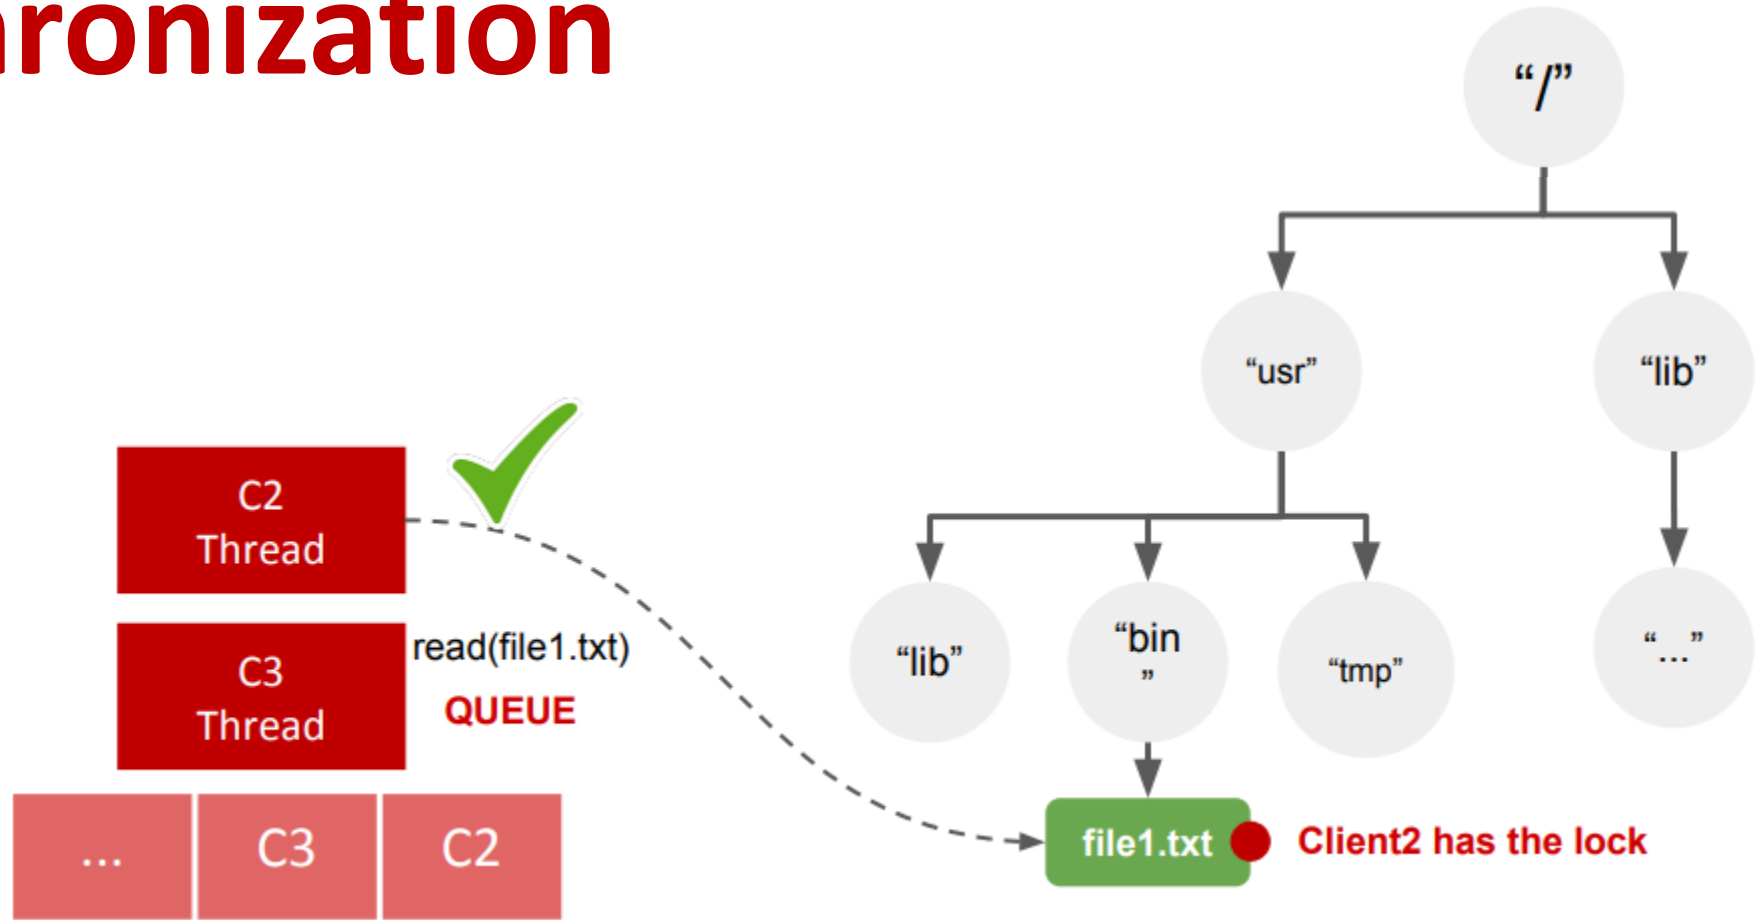 hronization
“/”
“usr”
“lib”
C2
Thread
read(file1.txt)
C3
Thread
QUEUE
“lib”
“bin
”
“tmp”
“...”
... C3 C2
file1.txt
Client2 has the lock